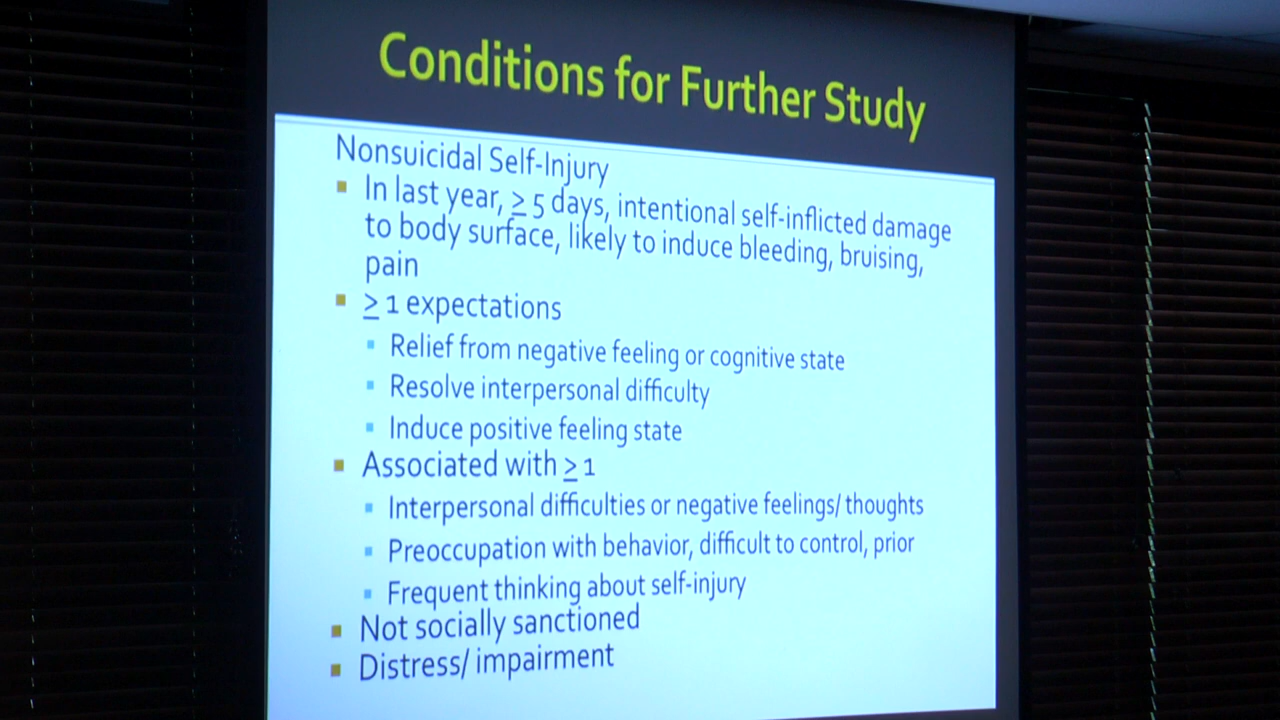 Conditions for Further Study
Nonsuicidal Self-Injury
In last year, ≥ 5 days, intentional self-inflicted damage
to body surface, likely to induce bleeding, bruising,
pain
≥ 1 expectations
Relief from negative feeling or cognitive state
Resolve interpersonal difficulty
Induce positive feeling state
Associated with ≥ 1
Interpersonal difficulties or negative feelings/ thoughts
Preoccupation with behavior, difficult to control, prior
Frequent thinking about self-injury
Not socially sanctioned
Distress/ impairment